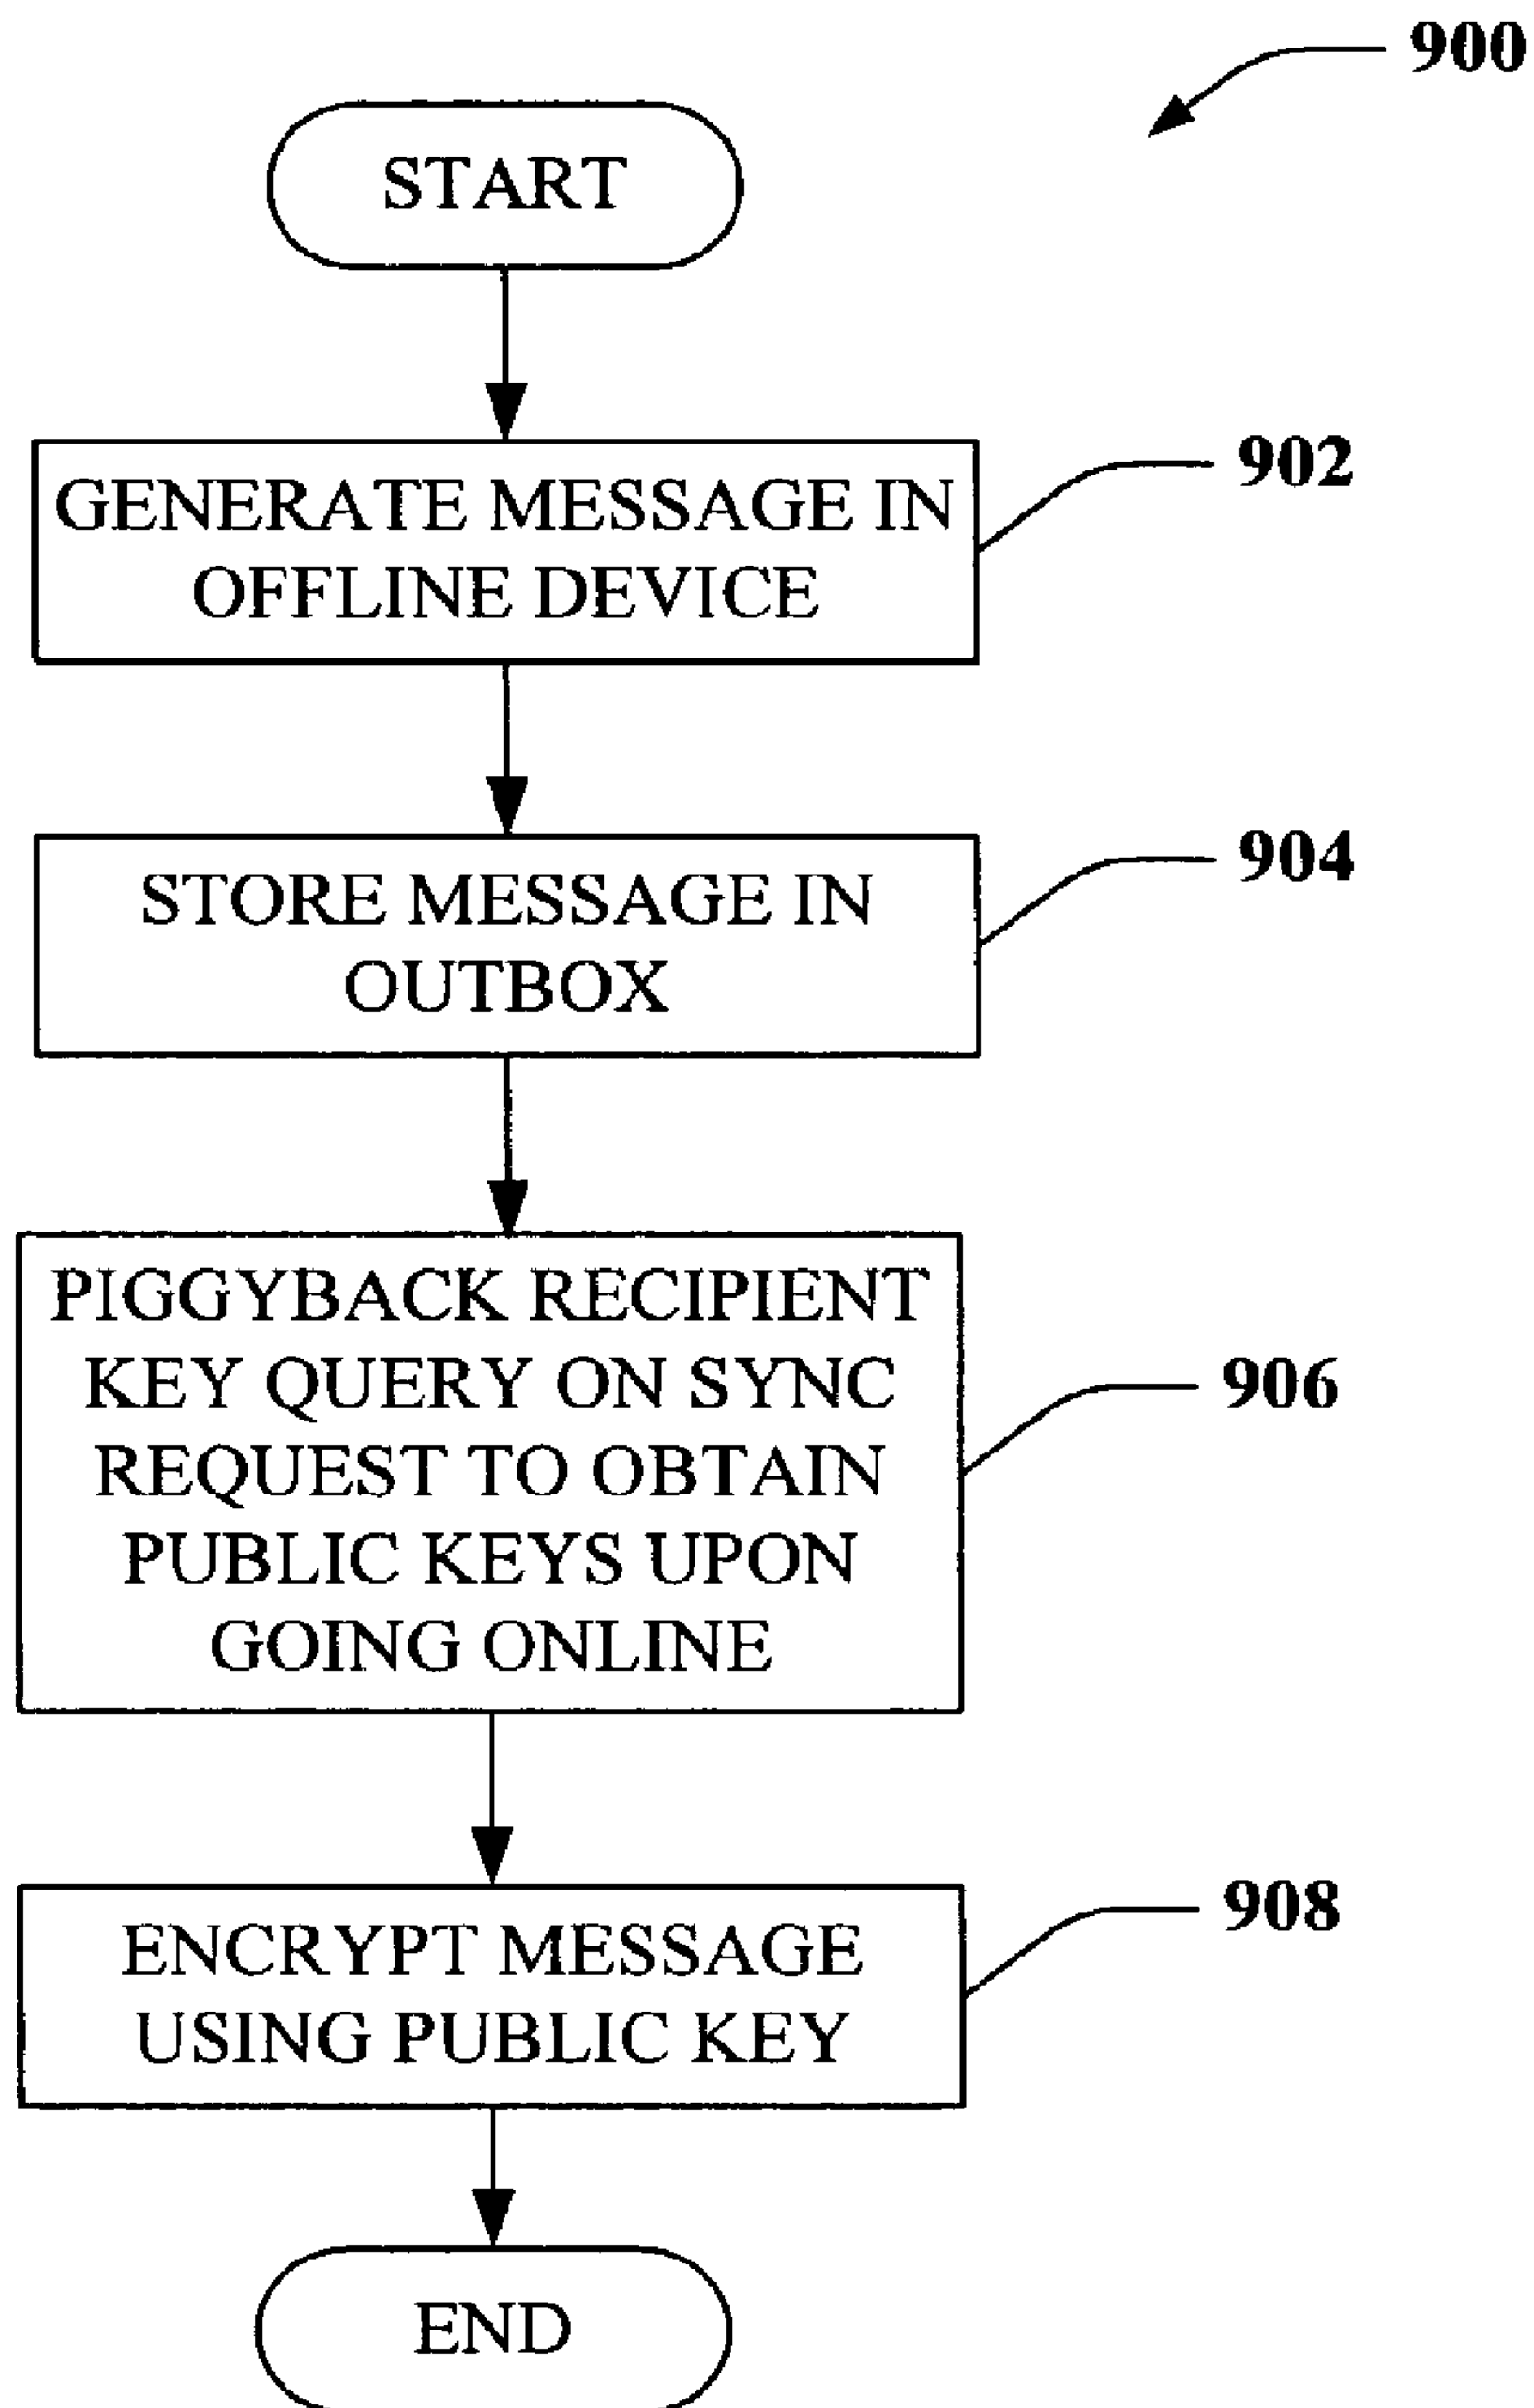 900
START
GENERATE MESSAGE IN
OFFLINE DEVICE
902
STORE MESSAGE IN
OUTBOX
904
PIGGYBACK RECIPIENT
KEY QUERY ON SYNC
REQUEST TO OBTAIN
PUBLIC KEYS UPON
GOING ONLINE
906
ENCRYPT MESSAGE
USING PUBLIC KEY
908
END